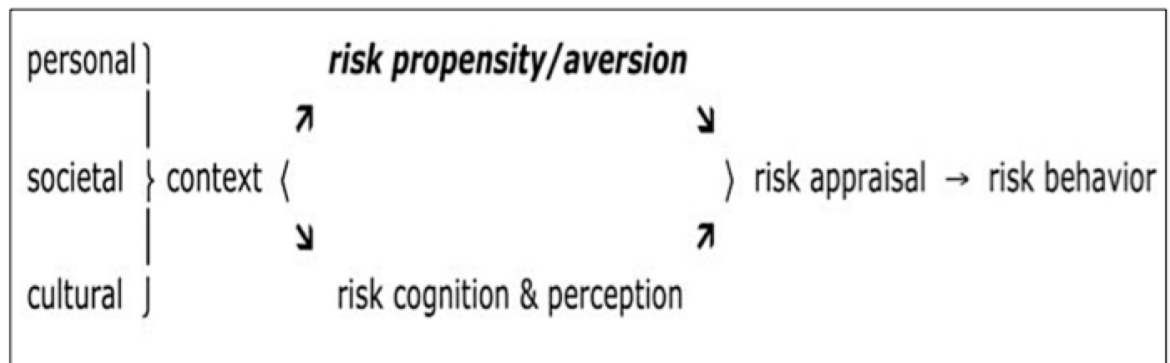 personal
risk propensity/aversion
societal } context ⟨ ⟩ risk appraisal → risk behavior
cultural
risk cognition & perception